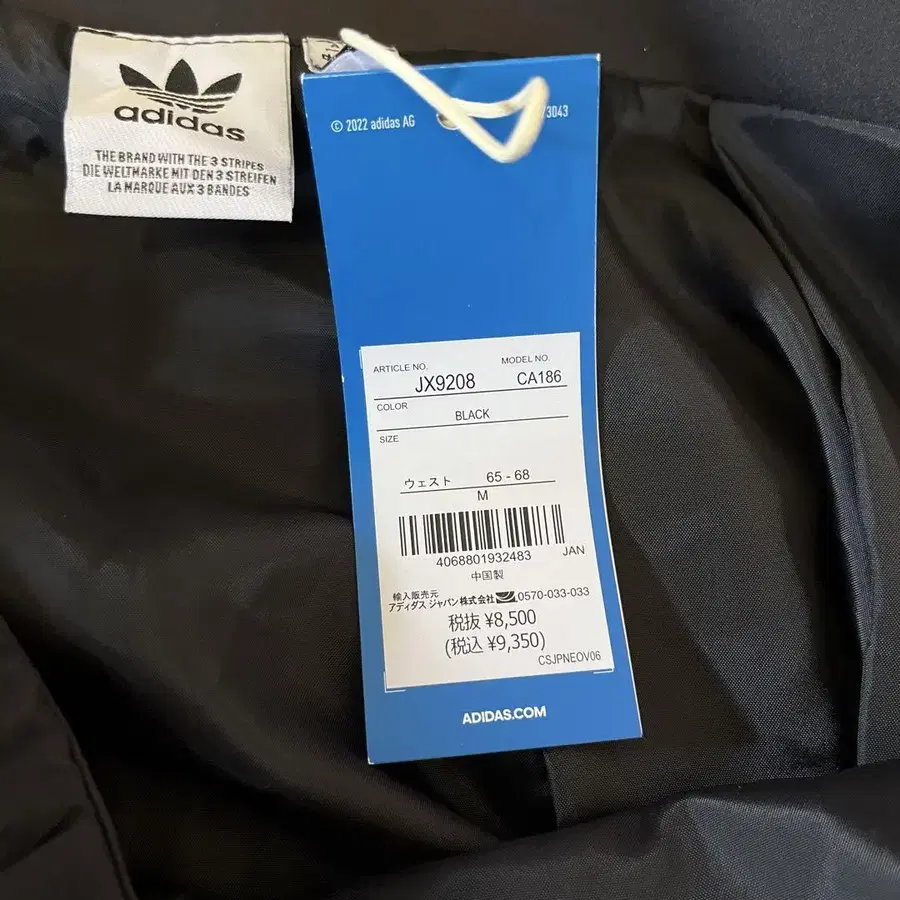 adidas
THE BRAND WITH THE 3 STRIPES
DIE WELTMARKE MIT DEN 3 STREIFEN
LA MARQUE AUX 3 BANDES
© 2022 adidas AG
3043
ARTICLE NO.
MODEL NO.
JX9208
CA186
COLOR
BLACK
SIZE
ウェスト 65 - 68
M
4068801932483 JAN
中国製
輸入販売元
アディダス ジャパン株式会社 0570-033-033
税抜 ¥8,500
(税込 ¥9,350)
CSJPNEOV06
ADIDAS.COM